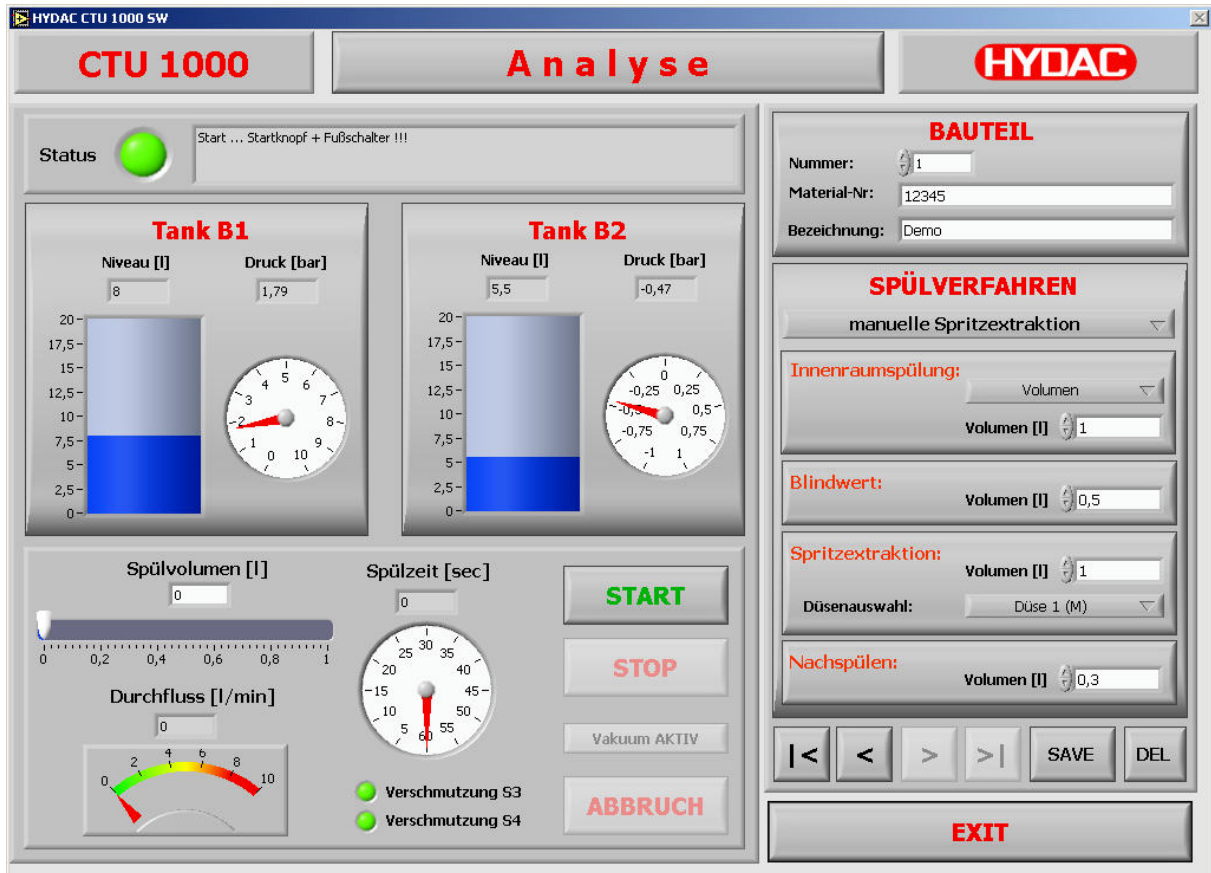 HYDAC CTU 1000 SW
CTU 1000
Analyse
HYDAC
Status
Start ... Startknopf + Fußschalter !!!
Tank B1
Niveau [l]
Druck [bar]
8
1,79
20
17,5
15
12,5
10
7,5
5
2,5
0
0
1
2
3
4
5
6
7
8
9
10
Tank B2
Niveau [l]
Druck [bar]
5,5
-0,47
20
17,5
15
12,5
10
7,5
5
2,5
0
-1
-0,75
-0,5
-0,25
0
0,25
0,5
0,75
1
Spülvolumen [l]
0
0 0,2 0,4 0,6 0,8 1
Durchfluss [l/min]
0
0 2 4 6 8 10
Spülzeit [sec]
0
5
10
15
20
25
30
35
40
45
50
55
60
Verschmutzung S3
Verschmutzung S4
START
STOP
Vakuum AKTIV
ABBRUCH
BAUTEIL
Nummer: 1
Material-Nr: 12345
Bezeichnung: Demo
SPÜLVERFAHREN
manuelle Spritzextraktion
Innenraumspülung:
Volumen
Volumen [l] 1
Blindwert:
Volumen [l] 0,5
Spritzextraktion:
Volumen [l] 1
Düsenauswahl: Düse 1 (M)
Nachspülen:
Volumen [l] 0,3
|< < > >| SAVE DEL
EXIT